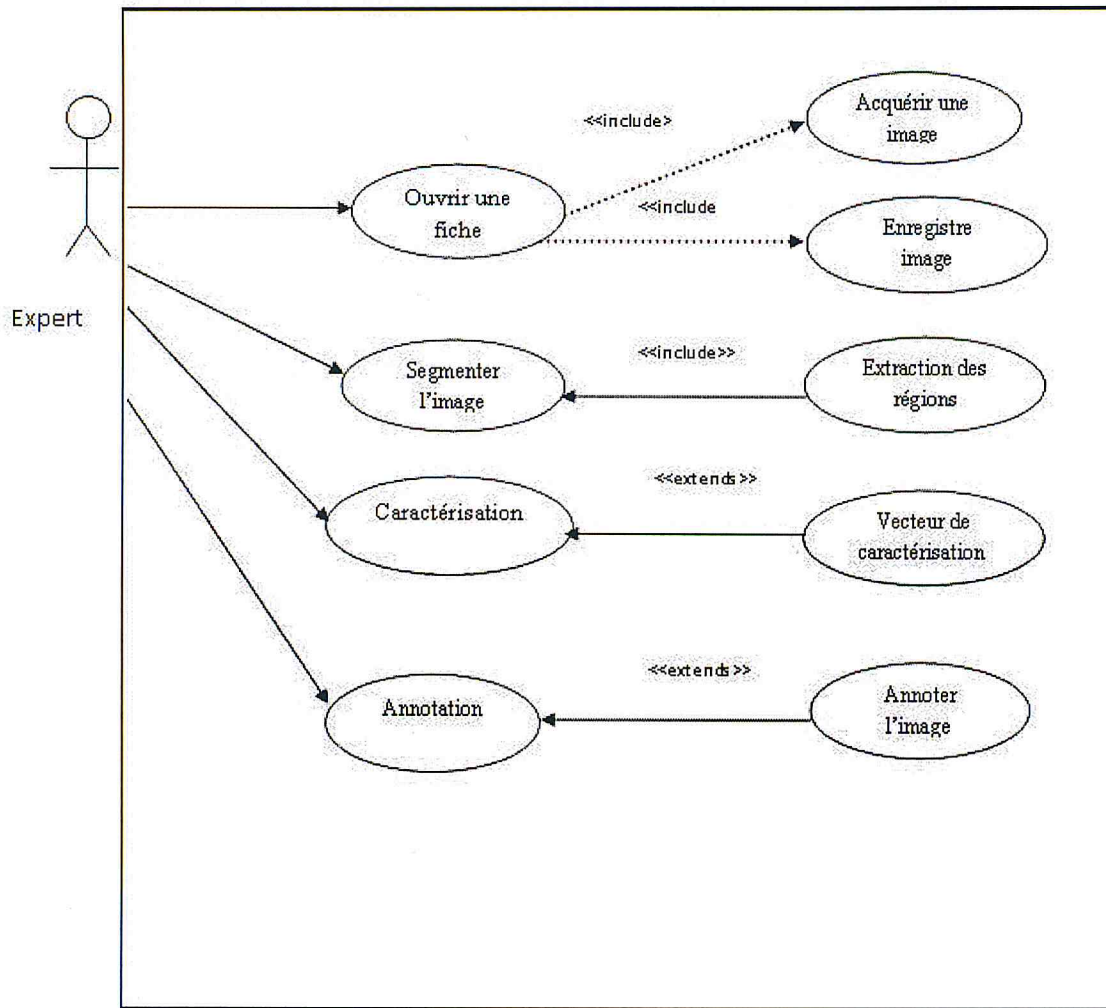 Acquérir une
image
<<include>
Ouvrir une
fiche
<<include
Enregistre
image
Expert
Segmenter
l'image
<<include>>
Extraction des
régions
Caractérisation
<<extends>>
Vecteur de
caractérisation
Annotation
<<extends>>
Annoter
l'image